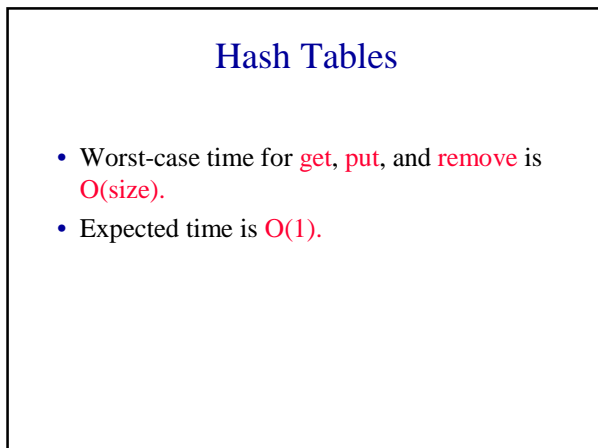 Hash Tables
• Worst-case time for get, put, and remove is
O(size).
• Expected time is O(1).